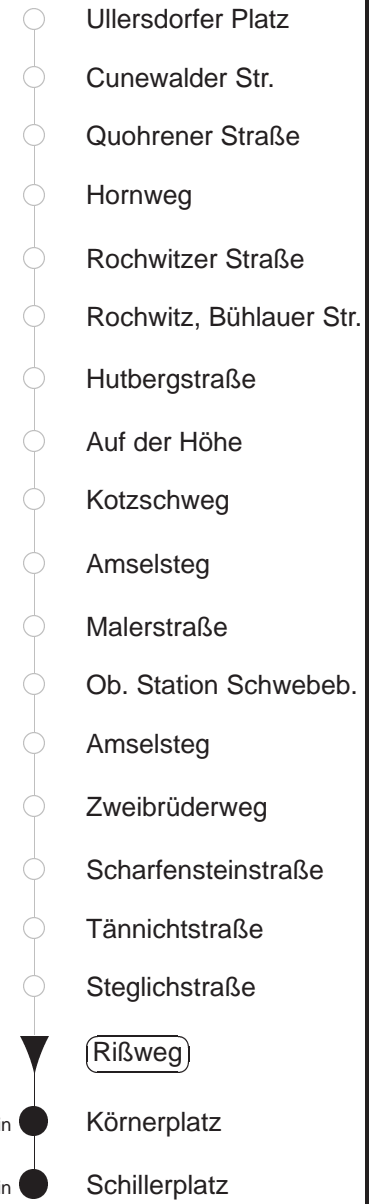 Ullersdorfer Platz
Cunewalder Str.
Quohrener Straße
Hornweg
Rochwitzer Straße
Rochwitz, Bühlauer Str.
Hutbergstraße
Auf der Höhe
Kotzschweg
Amselsteg
Malerstraße
Ob. Station Schwebeb.
Amselsteg
Zweibrüderweg
Scharfensteinstraße
Tännichtstraße
Steglichstraße
Rißweg
Körnerplatz
Schillerplatz